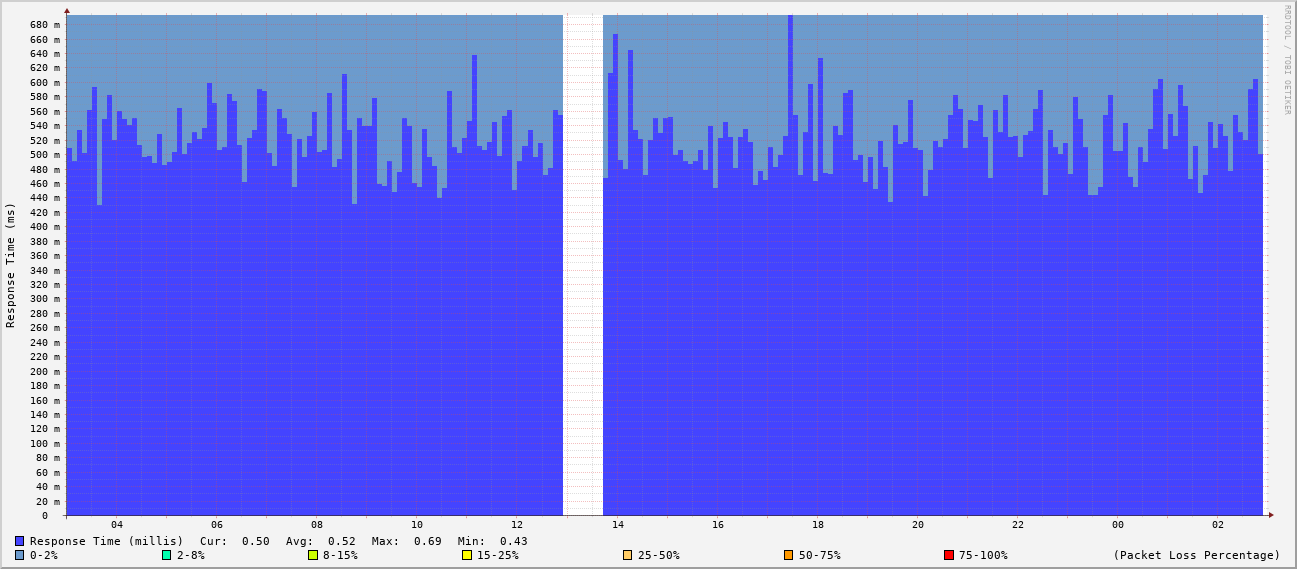 RRDTOOL / TOBI OETIKER
Response Time (ms)
680 m
660 m
640 m
620 m
600 m
580 m
560 m
540 m
520 m
500 m
480 m
460 m
440 m
420 m
400 m
380 m
360 m
340 m
320 m
300 m
280 m
260 m
240 m
220 m
200 m
180 m
160 m
140 m
120 m
100 m
80 m
60 m
40 m
20 m
0
04 06 08 10 12 14 16 18 20 22 00 02
Response Time (millis) Cur: 0.50 Avg: 0.52 Max: 0.69 Min: 0.43
0-2% 2-8% 8-15% 15-25% 25-50% 50-75% 75-100% (Packet Loss Percentage)